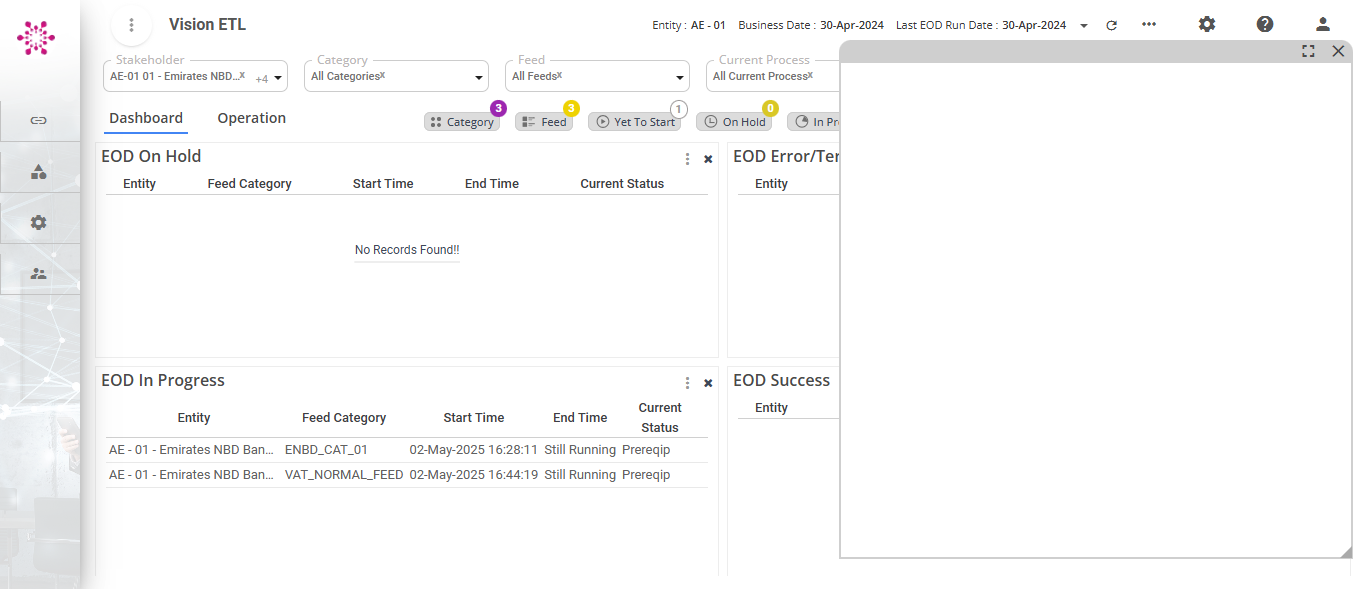 Vision ETL
Entity : AE - 01 Business Date : 30-Apr-2024 Last EOD Run Date : 30-Apr-2024
Stakeholder Category Feed Current Process
AE-01 01 - Emirates NBD...x +4 All Categoriesx All Feedsx All Current Processx
Dashboard Operation
Category 3 Feed 3 Yet To Start 1 On Hold 0 In Pr
EOD On Hold
Entity Feed Category Start Time End Time Current Status
No Records Found!!
EOD Error/Ter
Entity
EOD In Progress
Entity Feed Category Start Time End Time Current Status
AE - 01 - Emirates NBD Ban... ENBD_CAT_01 02-May-2025 16:28:11 Still Running Prereqip
AE - 01 - Emirates NBD Ban... VAT_NORMAL_FEED 02-May-2025 16:44:19 Still Running Prereqip
EOD Success
Entity